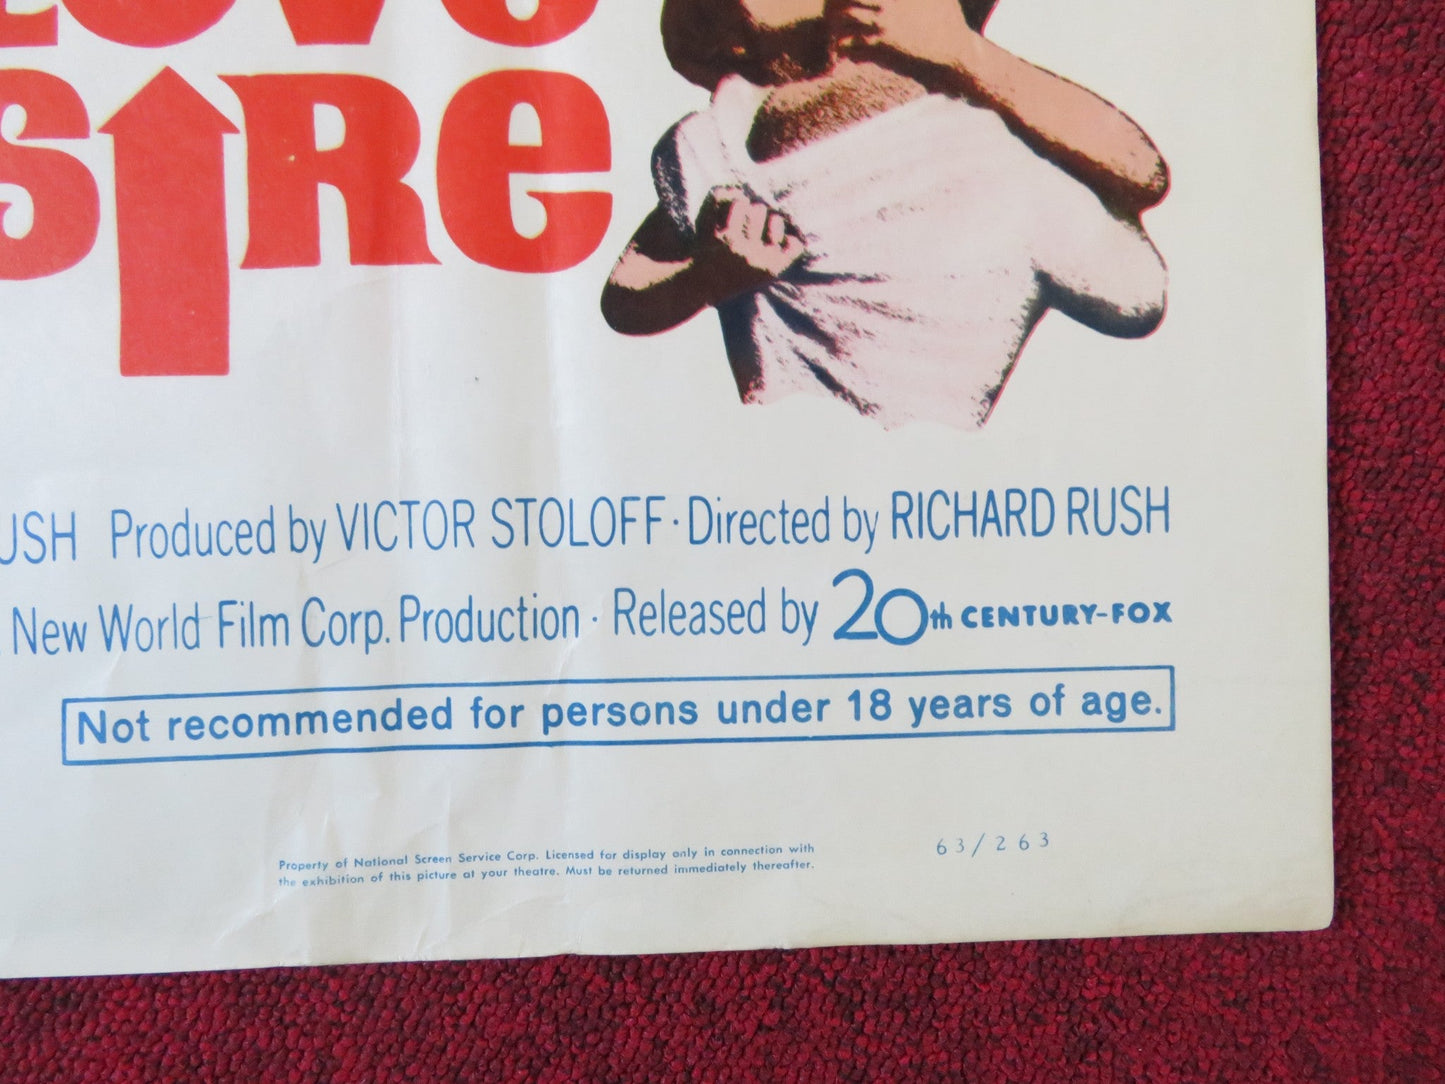 LOVE
SIRE
USH Produced by VICTOR STOLOFF · Directed by RICHARD RUSH
New World Film Corp. Production · Released by 20th CENTURY-FOX
Not recommended for persons under 18 years of age.
Property of National Screen Service Corp. Licensed for display only in connection with
the exhibition of this picture at your theatre. Must be returned immediately thereafter.
63/263